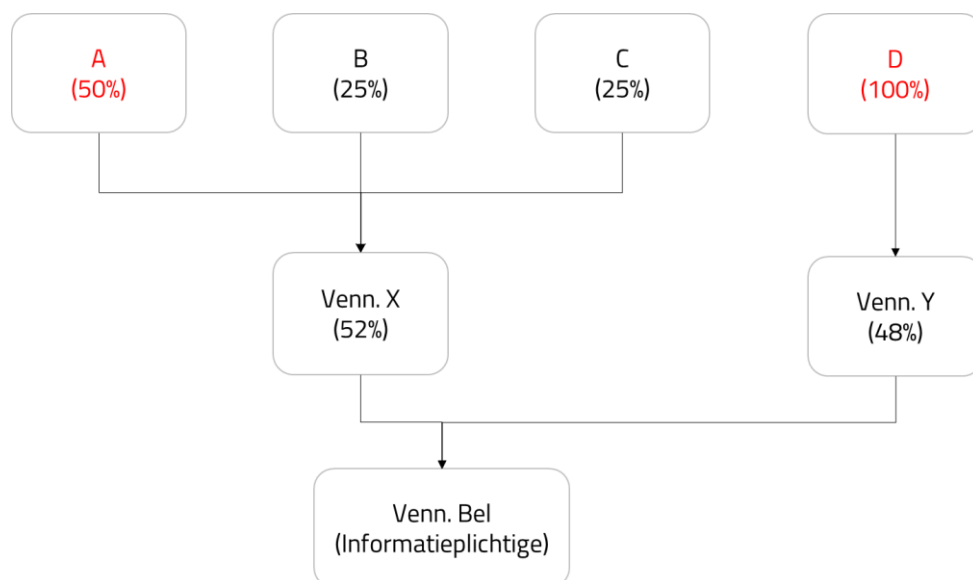 A
(50%)
B
(25%)
C
(25%)
D
(100%)
Venn. X
(52%)
Venn. Y
(48%)
Venn. Bel
(Informatieplichtige)